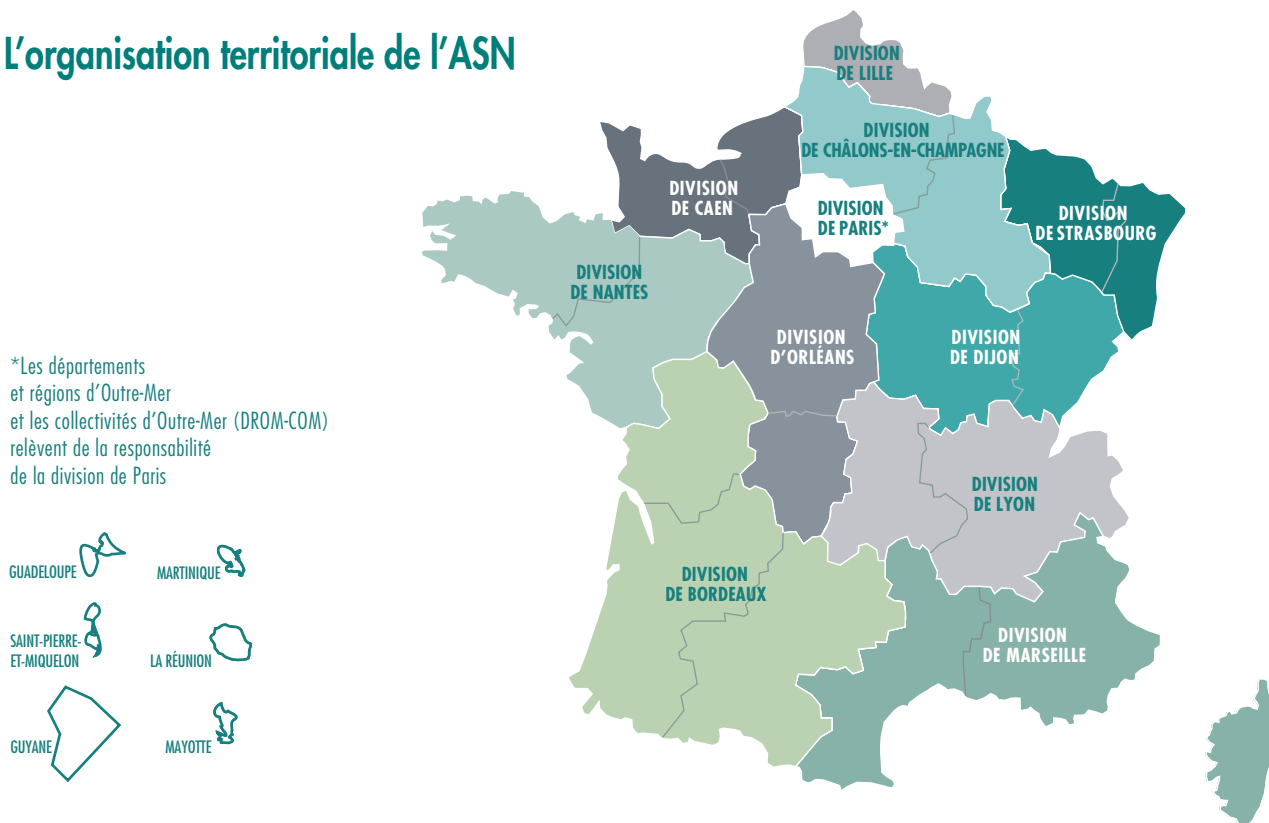 L'organisation territoriale de l'ASN
DIVISION
DE LILLE
DIVISION
DE CHÂLONS-EN-CHAMPAGNE
DIVISION
DE CAEN
DIVISION
DE PARIS*
DIVISION
DE STRASBOURG
DIVISION
DE NANTES
DIVISION
D'ORLÉANS
DIVISION
DE DIJON
*Les départements
et régions d'Outre-Mer
et les collectivités d'Outre-Mer (DROM-COM)
relèvent de la responsabilité
de la division de Paris
DIVISION
DE LYON
DIVISION
DE BORDEAUX
DIVISION
DE MARSEILLE
GUADELOUPE
MARTINIQUE
SAINT-PIERRE-
ET-MIQUELON
LA RÉUNION
GUYANE
MAYOTTE